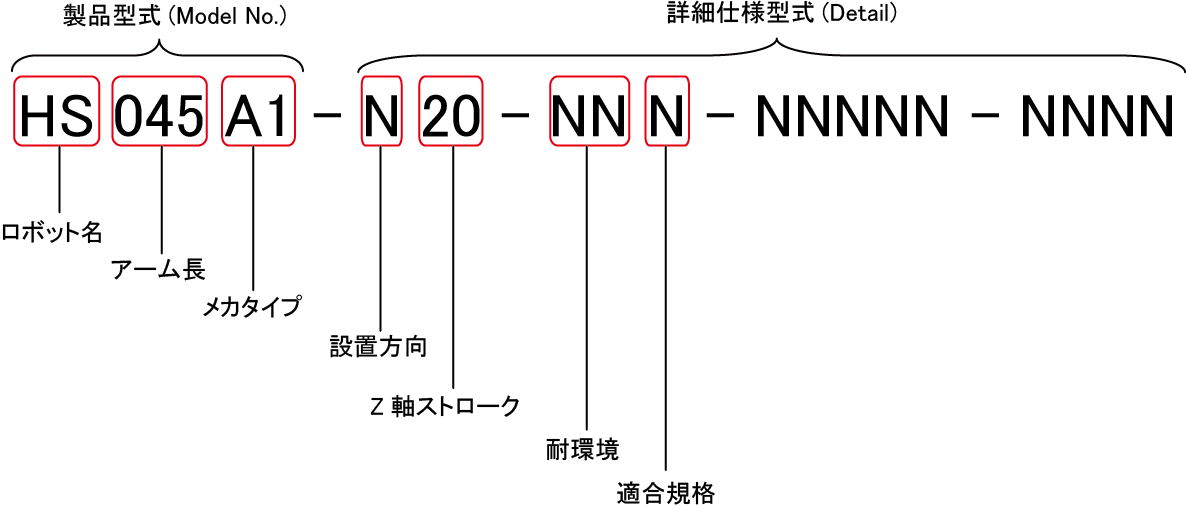 製品型式 (Model No.)
詳細仕様型式 (Detail)
HS 045 A1 - N 20 - NN N - NNNNN - NNNN
ロボット名
アーム長
メカタイプ
設置方向
Z 軸ストローク
耐環境
適合規格